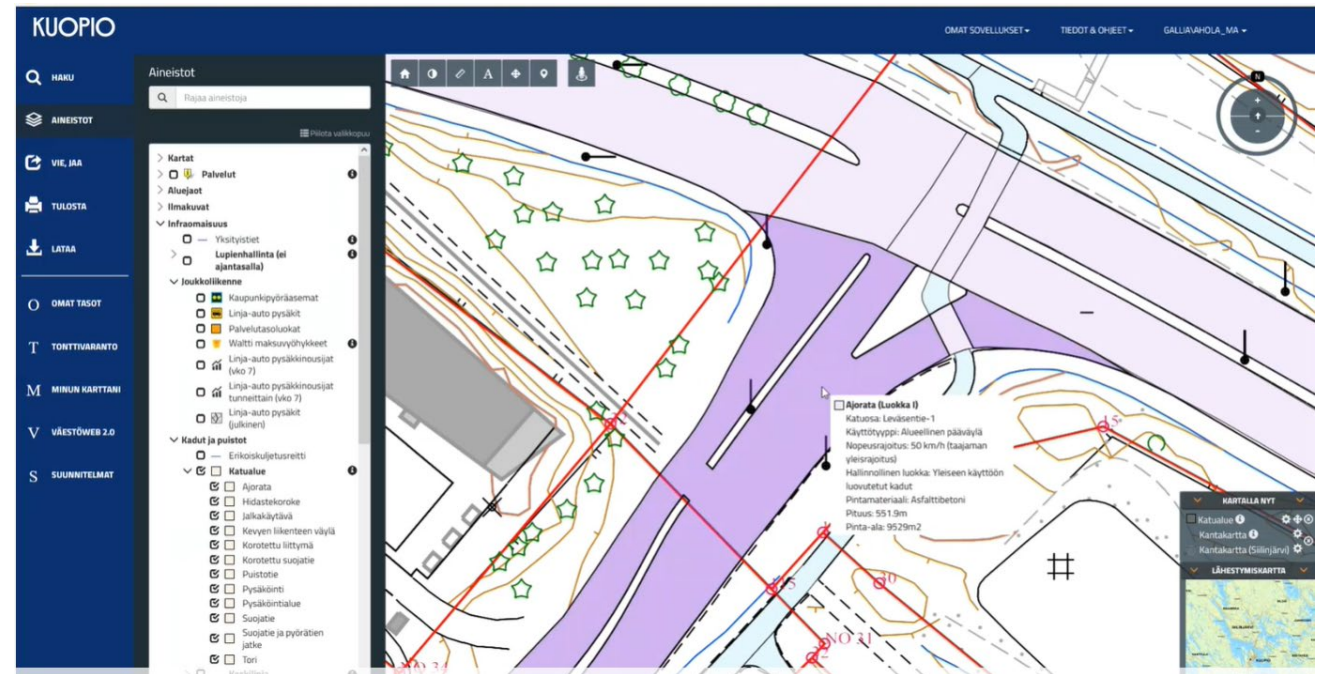 KUOPIO
OMAT SOVELLUKSET
TIEDOT & OHJEET
GALLIA\AHOLA_MA
HAKU
AINEISTOT
VIE, JAA
TULOSTA
LATAA
O OMAT TASOT
T TONTTIVARANTO
M MINUN KARTTANI
V VÄESTÖWEB 2.0
S SUUNNITELMAT
Aineistot
Rajaa aineistoja
Piilota valikkopuu
Kartat
Palvelut
Aluejaot
Ilmakuvat
Infraomaisuus
Yksityistiet
Lupienhallinta (ei
ajantasalla)
Joukkoliikenne
Kaupunkipyöräasemat
Linja-auto pysäkit
Palvelutasoluokat
Waltti maksuvyöhykkeet
Linja-auto pysäkkinousijat
(vko 7)
Linja-auto pysäkkinousijat
tunneittain (vko 7)
Linja-auto pysäkit
(julkinen)
Kadut ja puistot
Erikoiskuljetusreitti
Katualue
Ajorata
Hidastekoroke
Jalkakäytävä
Kevyen liikenteen väylä
Korotettu liittymä
Korotettu suojatie
Puistotie
Pysäköinti
Pysäköintialue
Suojatie
Suojatie ja pyörätien
jatke
Tori
A
N
Ajorata (Luokka I)
Katuosa: Leväsentie-1
Käyttötyyppi: Alueellinen pääväylä
Nopeusrajoitus: 50 km/h (taajaman
yleisrajoitus)
Hallinnollinen luokka: Yleiseen käyttöön
luovutetut kadut
Pintamateriaali: Asfalttibetoni
Pituus: 551.9m
Pinta-ala: 9529m2
NO 31
NO 34
KARTALLA NYT
Katualue
Kantakartta
Kantakartta (Siilinjärvi)
LÄHESTYMISKARTTA